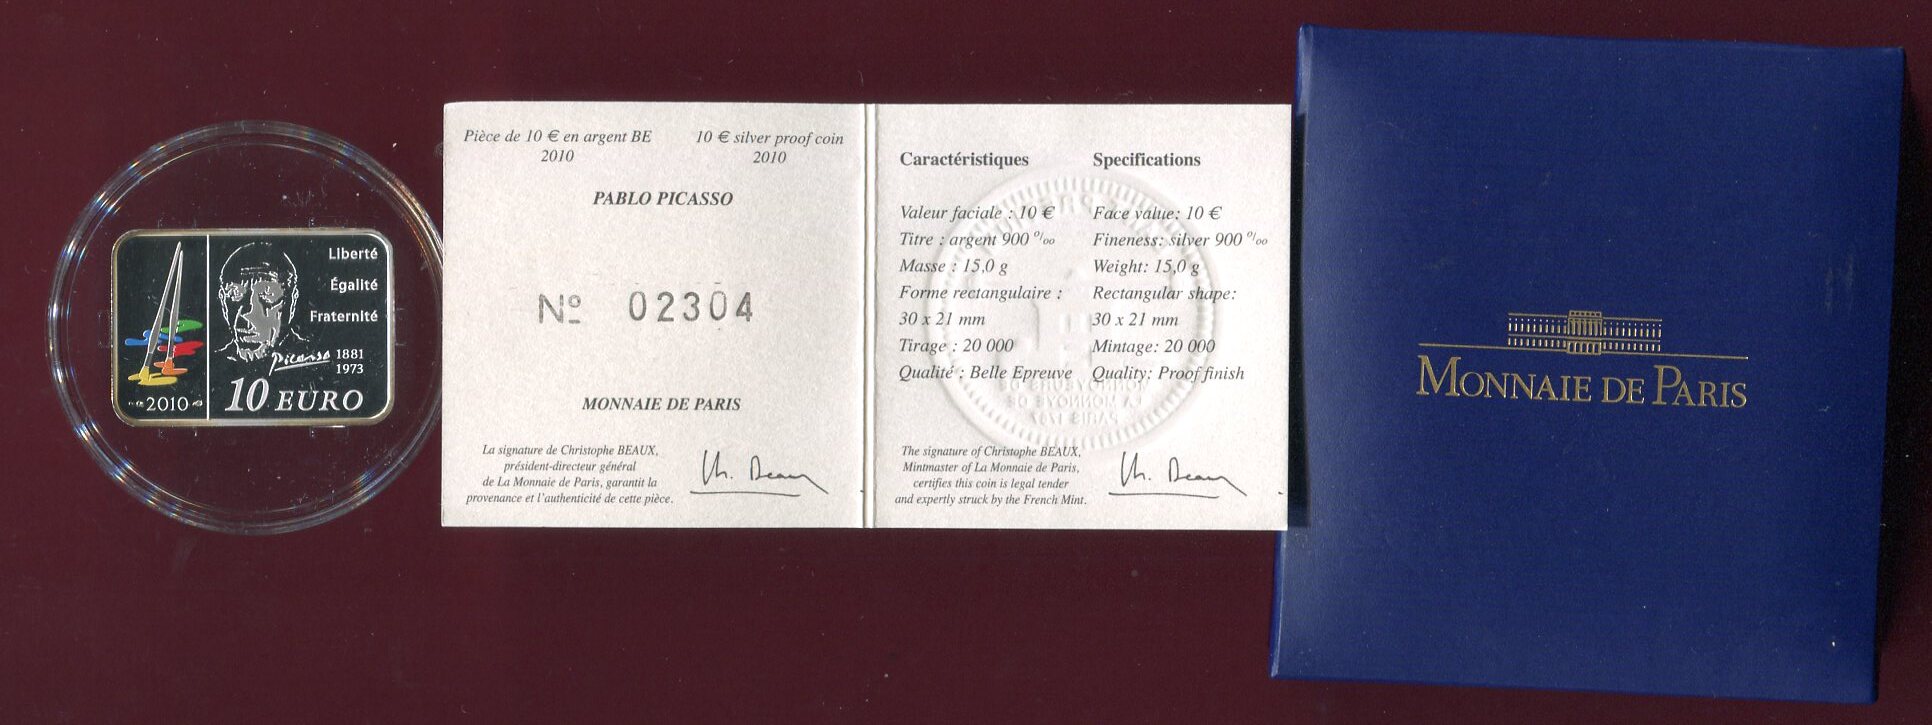 Liberté
Égalité
Fraternité
Picasso 1881
1973
2010
10 EURO
Pièce de 10 € en argent BE
2010
10 € silver proof coin
2010
PABLO PICASSO
Nº 02304
MONNAIE DE PARIS
La signature de Christophe BEAUX,
président-directeur général
de La Monnaie de Paris, garantit la
provenance et l'authenticité de cette pièce.
Ch. Beaux
Caractéristiques
Valeur faciale : 10 €
Titre : argent 900 ‰
Masse : 15,0 g
Forme rectangulaire :
30 x 21 mm
Tirage : 20 000
Qualité : Belle Epreuve
Specifications
Face value: 10 €
Fineness: silver 900 ‰
Weight: 15,0 g
Rectangular shape:
30 x 21 mm
Mintage: 20 000
Quality: Proof finish
The signature of Christophe BEAUX,
Mintmaster of La Monnaie de Paris,
certifies this coin is legal tender
and expertly struck by the French Mint.
Ch. Beaux
MONNAIE DE PARIS